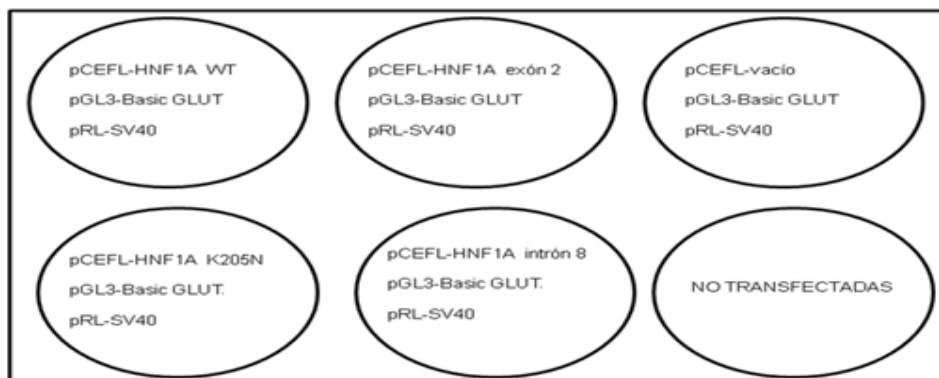 pCEFL-HNF1A WT
pGL3-Basic GLUT
pRL-SV40
pCEFL-HNF1A exón 2
pGL3-Basic GLUT
pRL-SV40
pCEFL-vacío
pGL3-Basic GLUT
pRL-SV40
pCEFL-HNF1A K205N
pGL3-Basic GLUT.
pRL-SV40
pCEFL-HNF1A intrón 8
pGL3-Basic GLUT.
pRL-SV40
NO TRANSFECTADAS